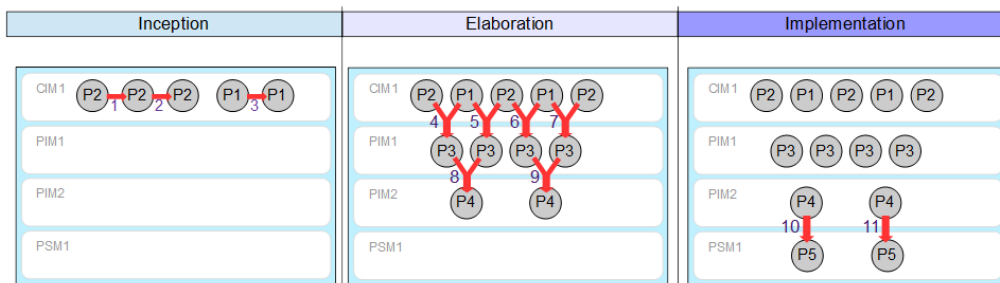 Inception Elaboration Implementation
CIM1 P2 P2 P2 P1 P1 CIM1 P2 P1 P2 P1 P2 CIM1 P2 P1 P2 P1 P2
1 2 3 4 5 6 7
PIM1 PIM1 P3 P3 P3 P3 PIM1 P3 P3 P3 P3
8 9
PIM2 PIM2 P4 P4 PIM2 P4 P4
10 11
PSM1 PSM1 PSM1 P5 P5